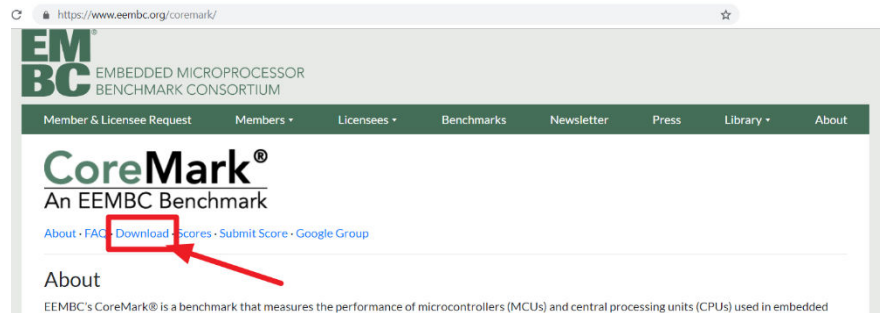 https://www.eembc.org/coremark/
EM®
BC
EMBEDDED MICROPROCESSOR
BENCHMARK CONSORTIUM
Member & Licensee Request Members Licensees Benchmarks Newsletter Press Library About
CoreMark®
An EEMBC Benchmark
About · FAQ · Download · Scores · Submit Score · Google Group
About
EEMBC's CoreMark® is a benchmark that measures the performance of microcontrollers (MCUs) and central processing units (CPUs) used in embedded